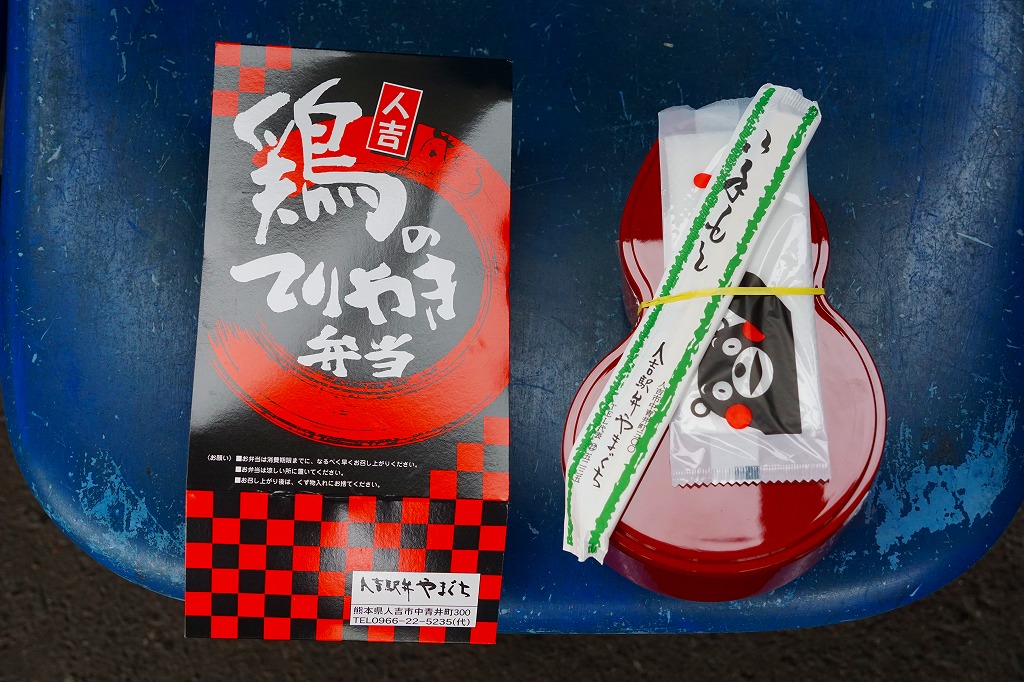 人吉
鶏の
てりやき
弁当
(お願い) ■お弁当は消費期限までに、なるべく早くお召し上がりください。
■お弁当は涼しい所に置いてください。
■お召し上がり後は、くず物入れにお捨てください。
人吉駅弁やまぐち
熊本県人吉市中青井町300
TEL0966-22-5235(代)
おてもと
人吉駅弁やまぐち